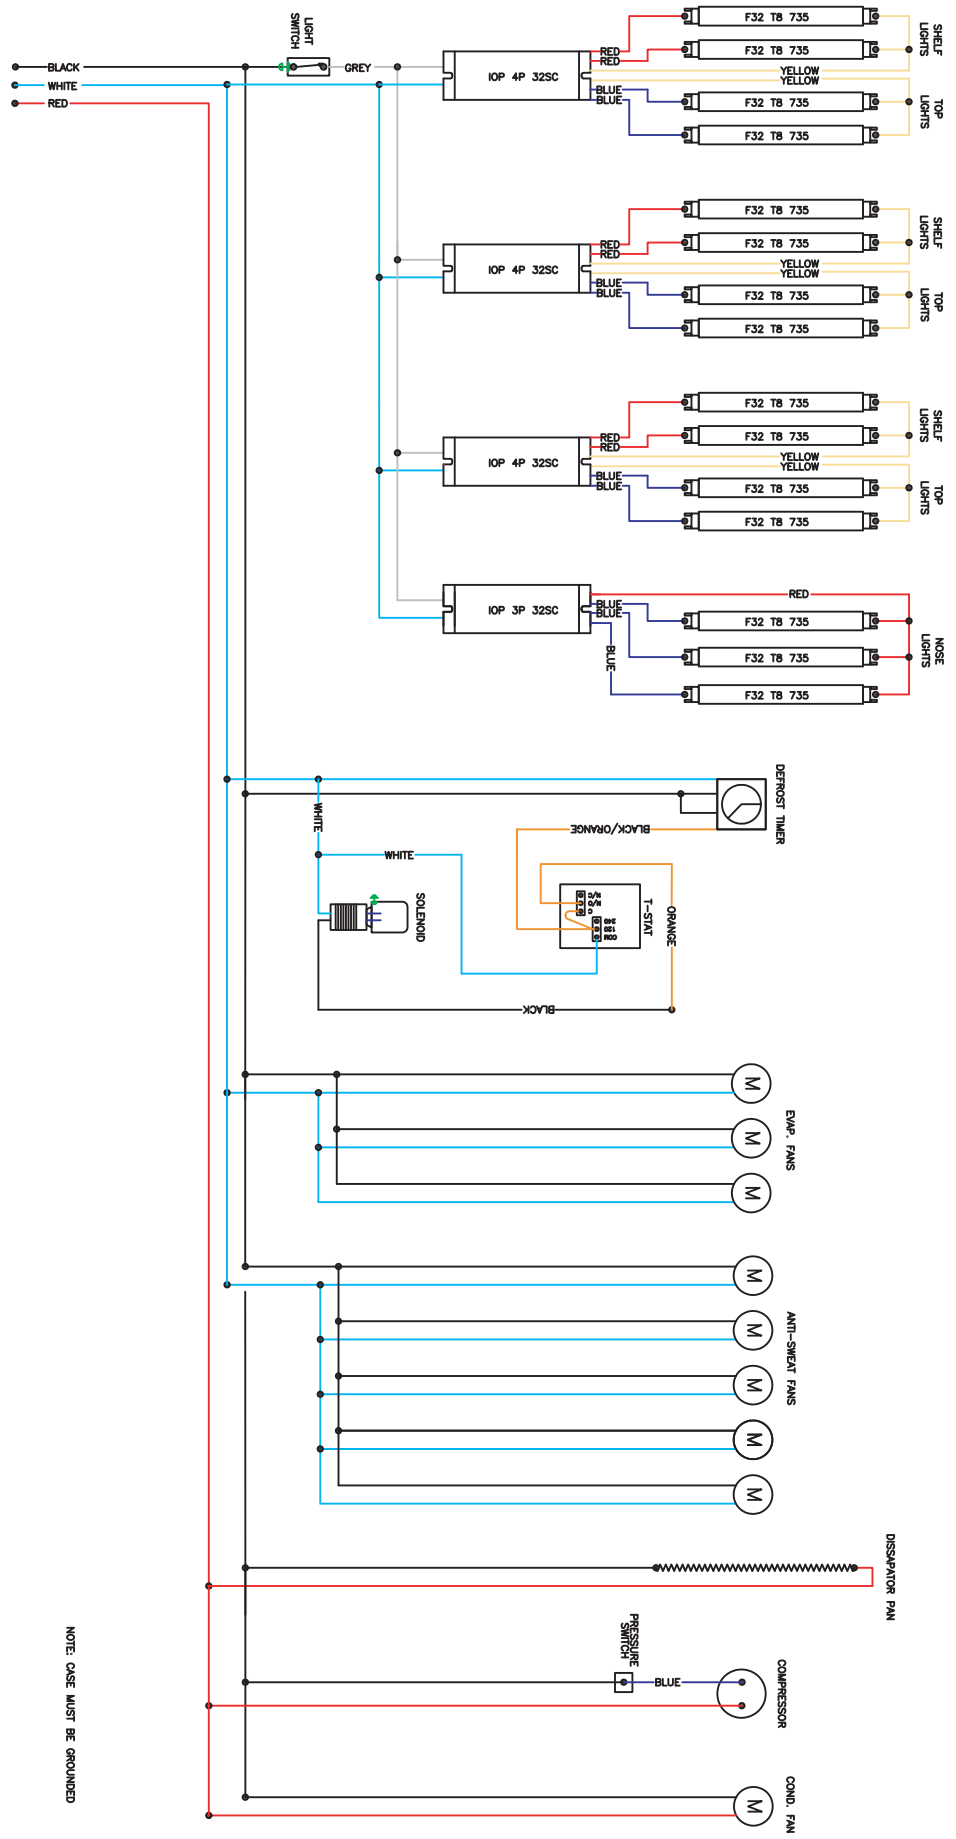 LIGHT
SWITCH
BLACK
WHITE
RED
GREY
IOP 4P 32SC
RED
RED
YELLOW
YELLOW
BLUE
BLUE
F32 T8 735
F32 T8 735
F32 T8 735
F32 T8 735
SHELF
LIGHTS
TOP
LIGHTS
IOP 4P 32SC
RED
RED
YELLOW
YELLOW
BLUE
BLUE
F32 T8 735
F32 T8 735
F32 T8 735
F32 T8 735
SHELF
LIGHTS
TOP
LIGHTS
IOP 4P 32SC
RED
RED
YELLOW
YELLOW
BLUE
BLUE
F32 T8 735
F32 T8 735
F32 T8 735
F32 T8 735
SHELF
LIGHTS
TOP
LIGHTS
IOP 3P 32SC
RED
BLUE
BLUE
BLUE
F32 T8 735
F32 T8 735
F32 T8 735
NOSE
LIGHTS
DEFROST TIMER
WHITE
BLACK/ORANGE
WHITE
SOLENOID
N/C
N/O
C
240
120
COM
T-STAT
ORANGE
BLACK
M
M
M
EVAP. FANS
M
M
M
M
M
ANTI-SWEAT FANS
DISSAPATOR PAN
PRESSURE
SWITCH
BLUE
COMPRESSOR
M
COND. FAN
NOTE: CASE MUST BE GROUNDED